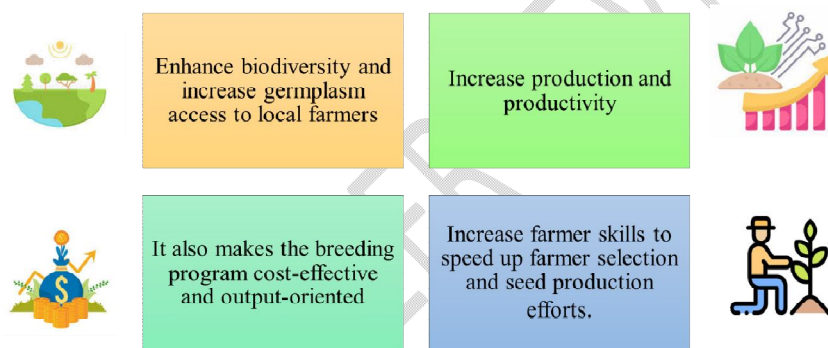 Enhance biodiversity and
increase germplasm
access to local farmers
Increase production and
productivity
It also makes the breeding
program cost-effective
and output-oriented
Increase farmer skills to
speed up farmer selection
and seed production
efforts.
$